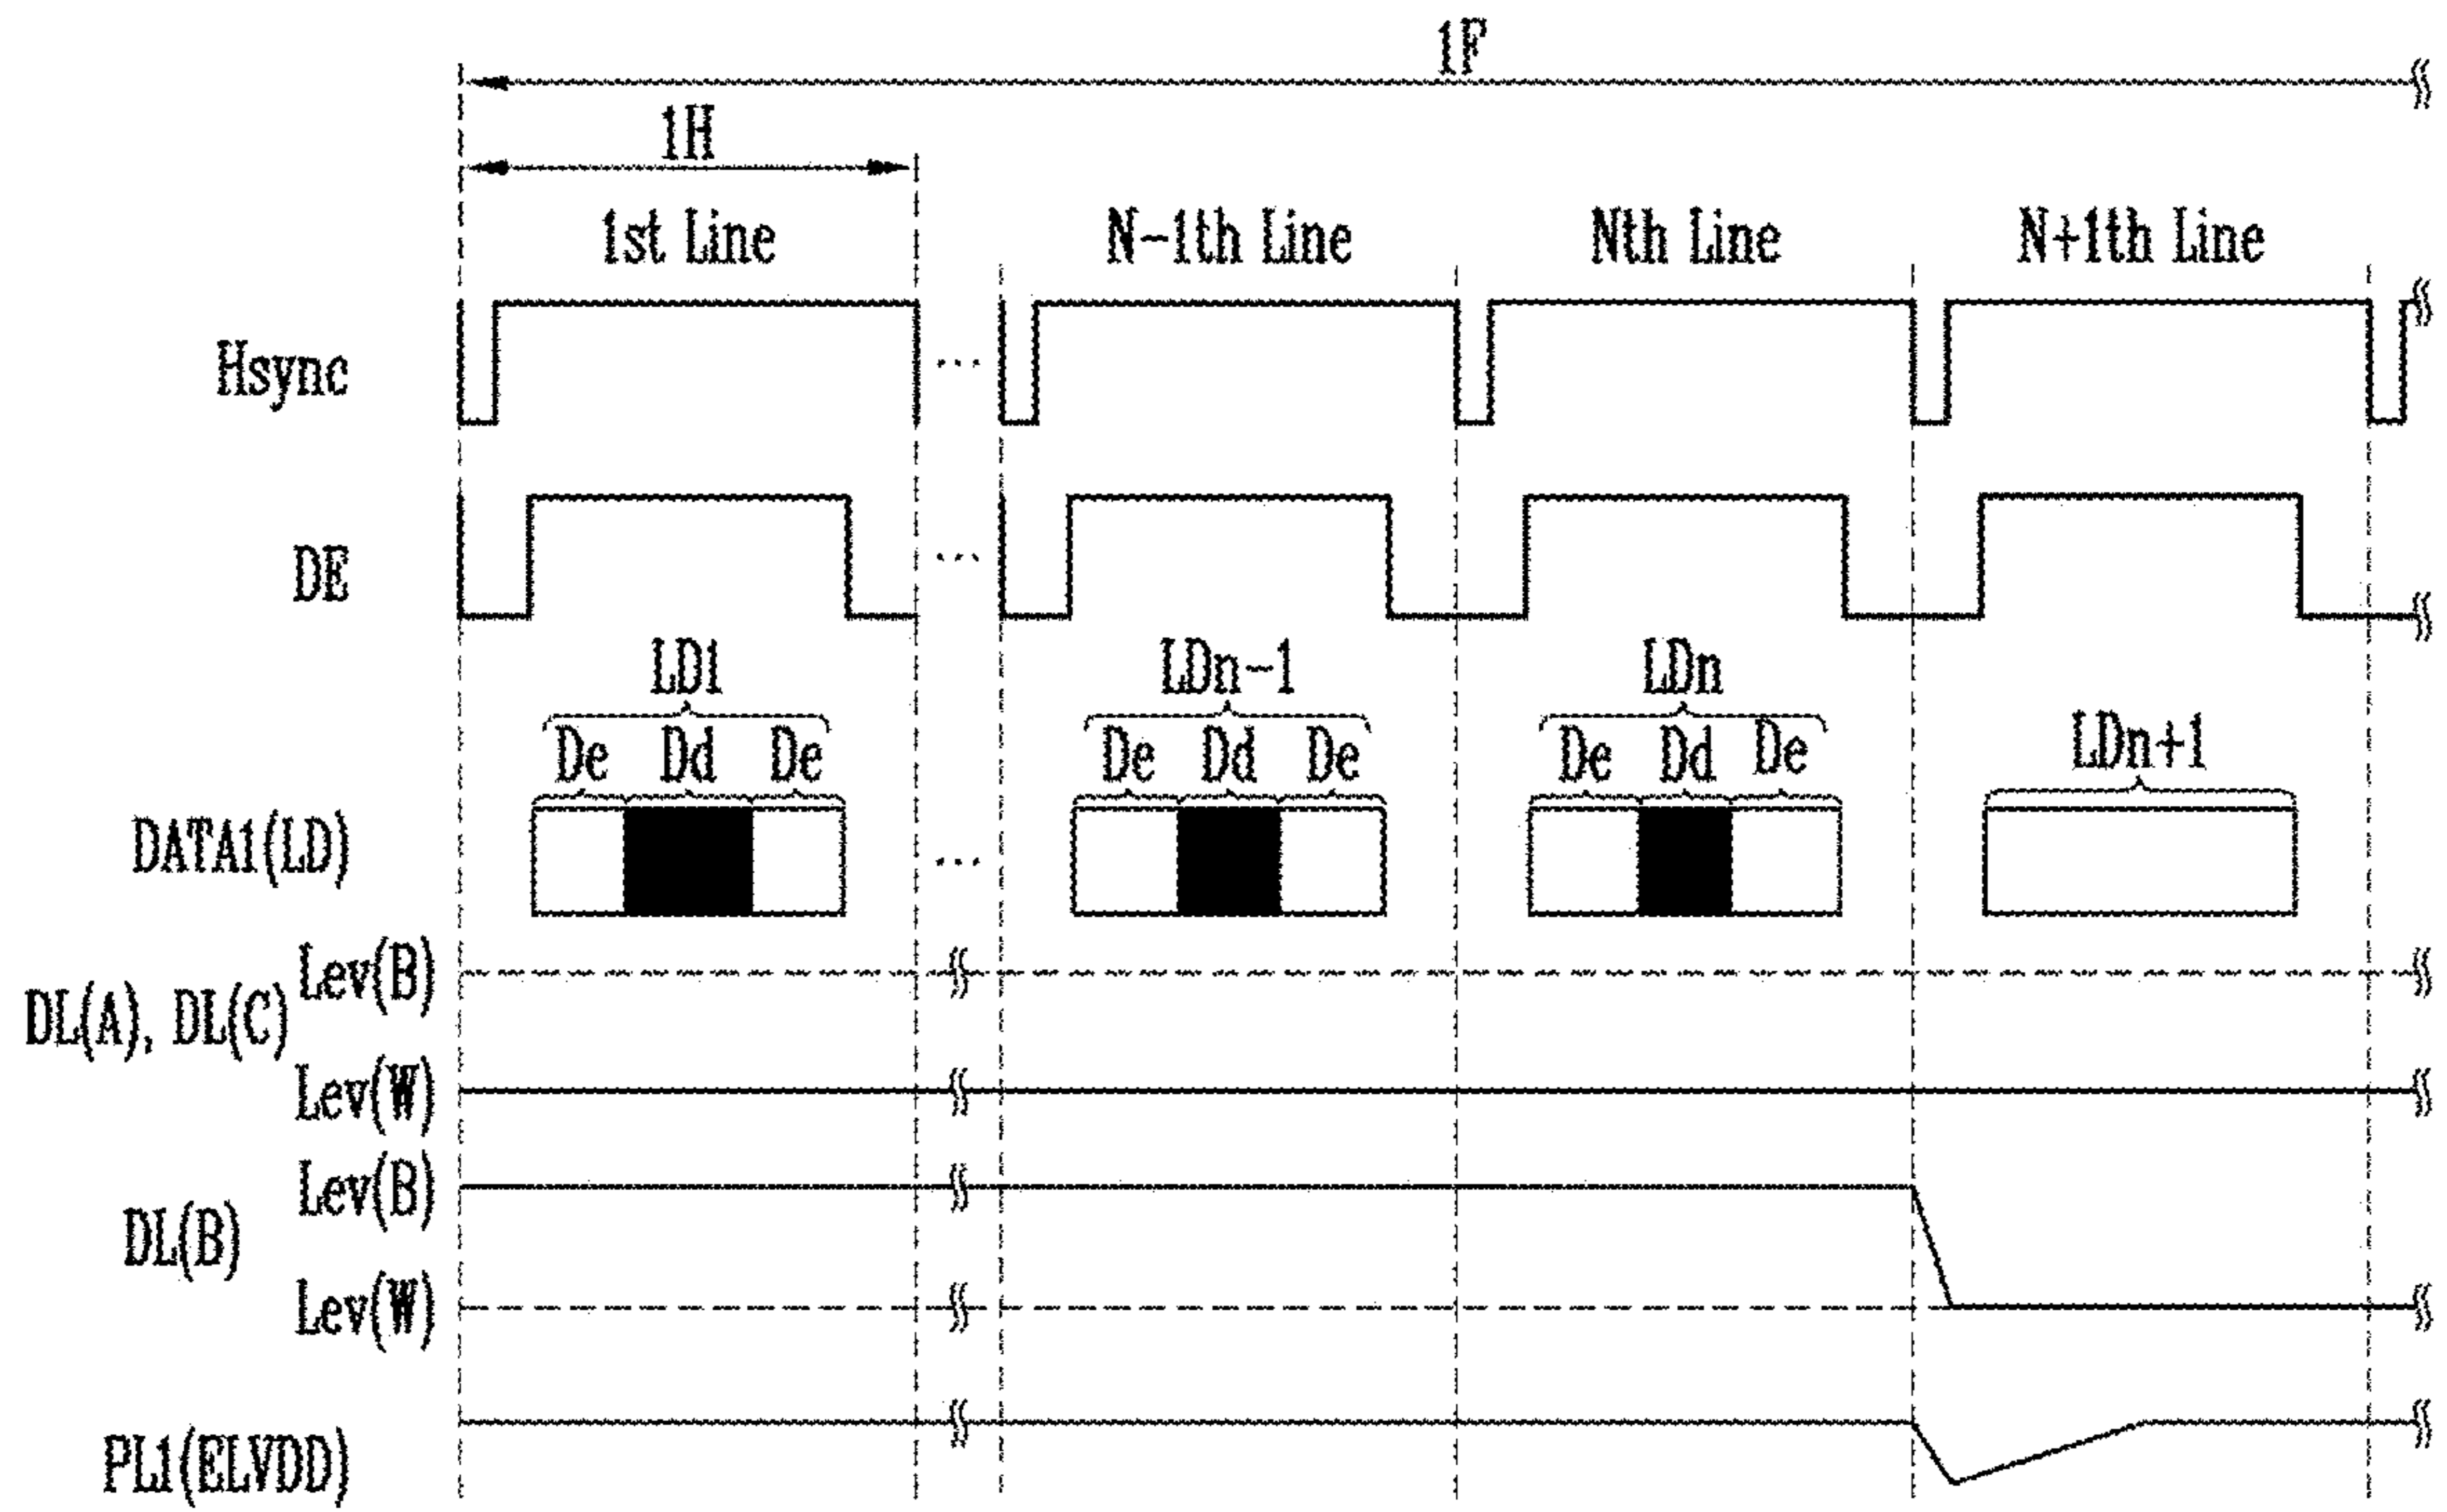 1F
1H
1st Line N-1th Line Nth Line N+1th Line
Hsync
...
DE
...
LD1 LDn-1 LDn
De Dd De De Dd De De Dd De LDn+1
DATA1(LD)
...
Lev(B)
DL(A), DL(C)
Lev(W)
Lev(B)
DL(B)
Lev(W)
PL1(ELVDD)